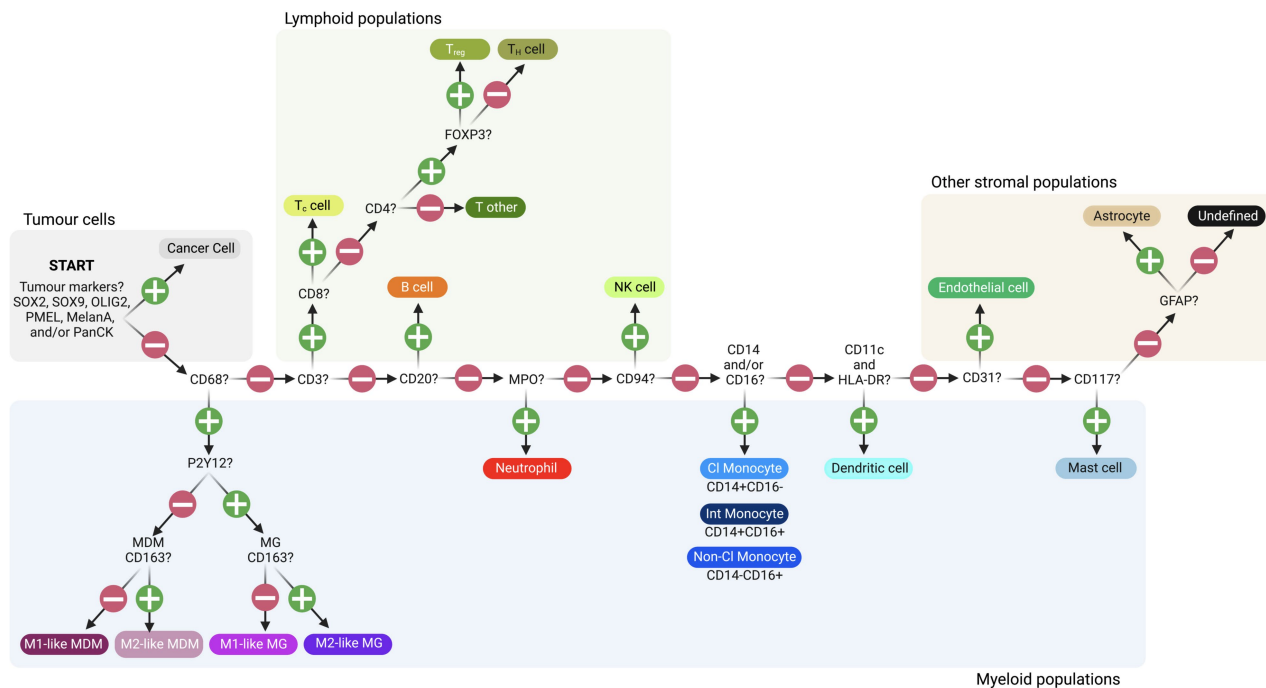 Lymphoid populations
Treg
TH cell
FOXP3?
Tc cell
CD4?
T other
CD8?
B cell
NK cell
Tumour cells
START
Cancer Cell
Tumour markers?
SOX2, SOX9, OLIG2,
PMEL, MelanA,
and/or PanCK
Other stromal populations
Astrocyte
Undefined
Endothelial cell
GFAP?
CD68?
CD3?
CD20?
MPO?
CD94?
CD14
and/or
CD16?
CD11c
and
HLA-DR?
CD31?
CD117?
P2Y12?
Neutrophil
Cl Monocyte
CD14+CD16-
Int Monocyte
CD14+CD16+
Non-Cl Monocyte
CD14-CD16+
Dendritic cell
Mast cell
MDM
CD163?
MG
CD163?
M1-like MDM
M2-like MDM
M1-like MG
M2-like MG
Myeloid populations